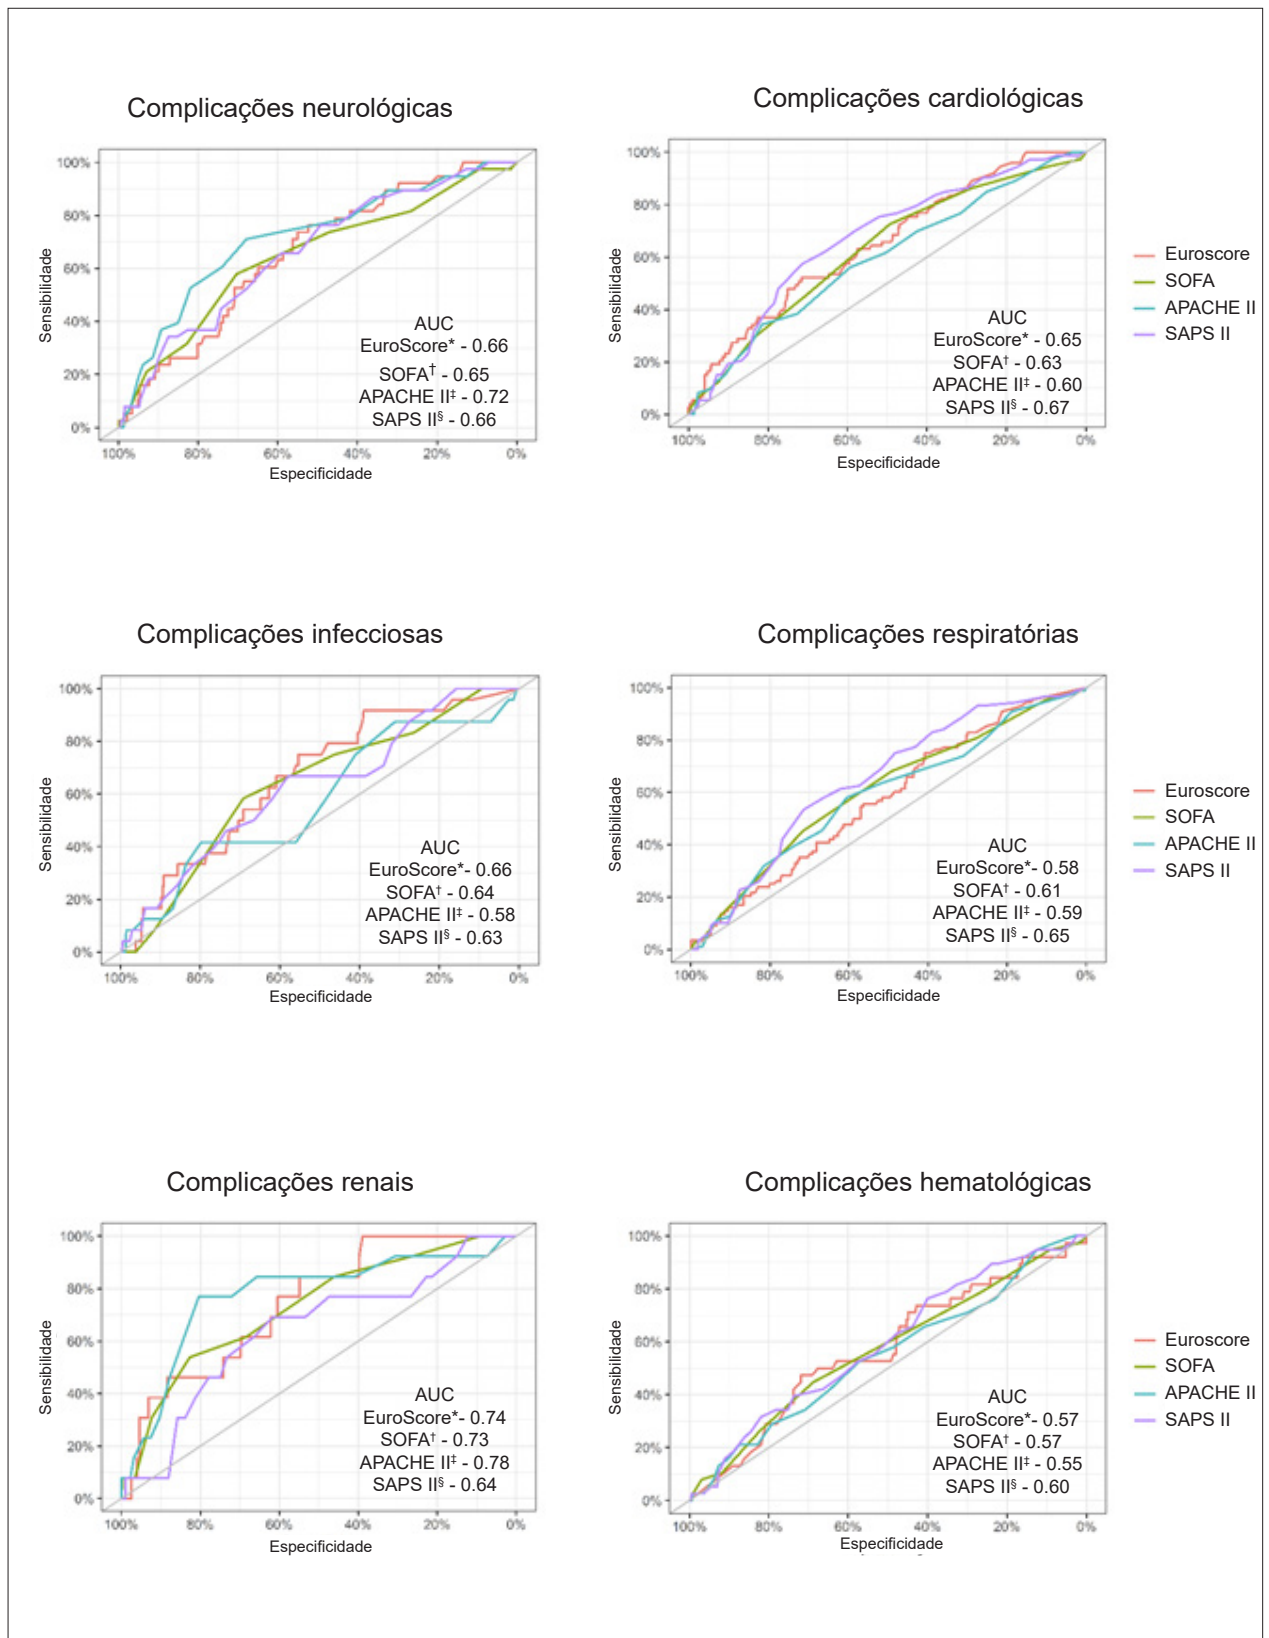 Complicações neurológicas
100%
80%
60%
40%
20%
0%
Sensibilidade
AUC
EuroScore* - 0.66
SOFA† - 0.65
APACHE II‡ - 0.72
SAPS II§ - 0.66
100% 80% 60% 40% 20% 0%
Especificidade
Complicações cardiológicas
100%
80%
60%
40%
20%
0%
Sensibilidade
AUC
EuroScore* - 0.65
SOFA† - 0.63
APACHE II‡ - 0.60
SAPS II§ - 0.67
100% 80% 60% 40% 20% 0%
Especificidade
Euroscore
SOFA
APACHE II
SAPS II
Complicações infecciosas
100%
80%
60%
40%
20%
0%
Sensibilidade
AUC
EuroScore*- 0.66
SOFA† - 0.64
APACHE II‡ - 0.58
SAPS II§ - 0.63
100% 80% 60% 40% 20% 0%
Especificidade
Complicações respiratórias
100%
80%
60%
40%
20%
0%
Sensibilidade
AUC
EuroScore*- 0.58
SOFA† - 0.61
APACHE II‡ - 0.59
SAPS II§ - 0.65
100% 80% 60% 40% 20% 0%
Especificidade
Euroscore
SOFA
APACHE II
SAPS II
Complicações renais
100%
80%
60%
40%
20%
0%
Sensibilidade
AUC
EuroScore*- 0.74
SOFA† - 0.73
APACHE II‡ - 0.78
SAPS II§ - 0.64
100% 80% 60% 40% 20% 0%
Especificidade
Complicações hematológicas
100%
80%
60%
40%
20%
0%
Sensibilidade
AUC
EuroScore*- 0.57
SOFA† - 0.57
APACHE II‡ - 0.55
SAPS II§ - 0.60
100% 80% 60% 40% 20% 0%
Especificidade
Euroscore
SOFA
APACHE II
SAPS II